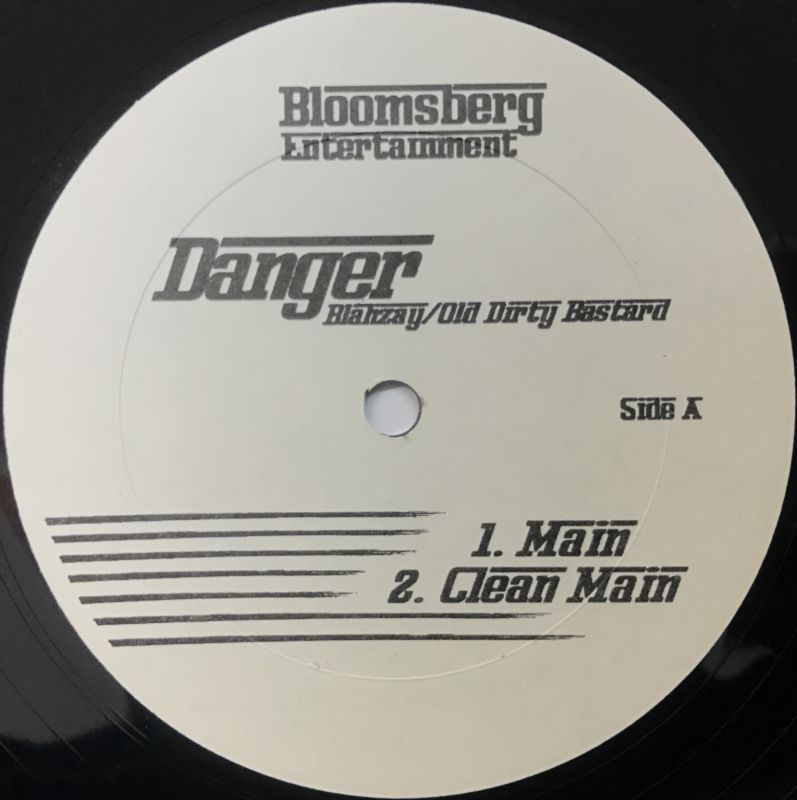 Bloomsberg
Entertainment
Danger
Blahzay/Old Dirty Bastard
Side A
1. Main
2. Clean Main